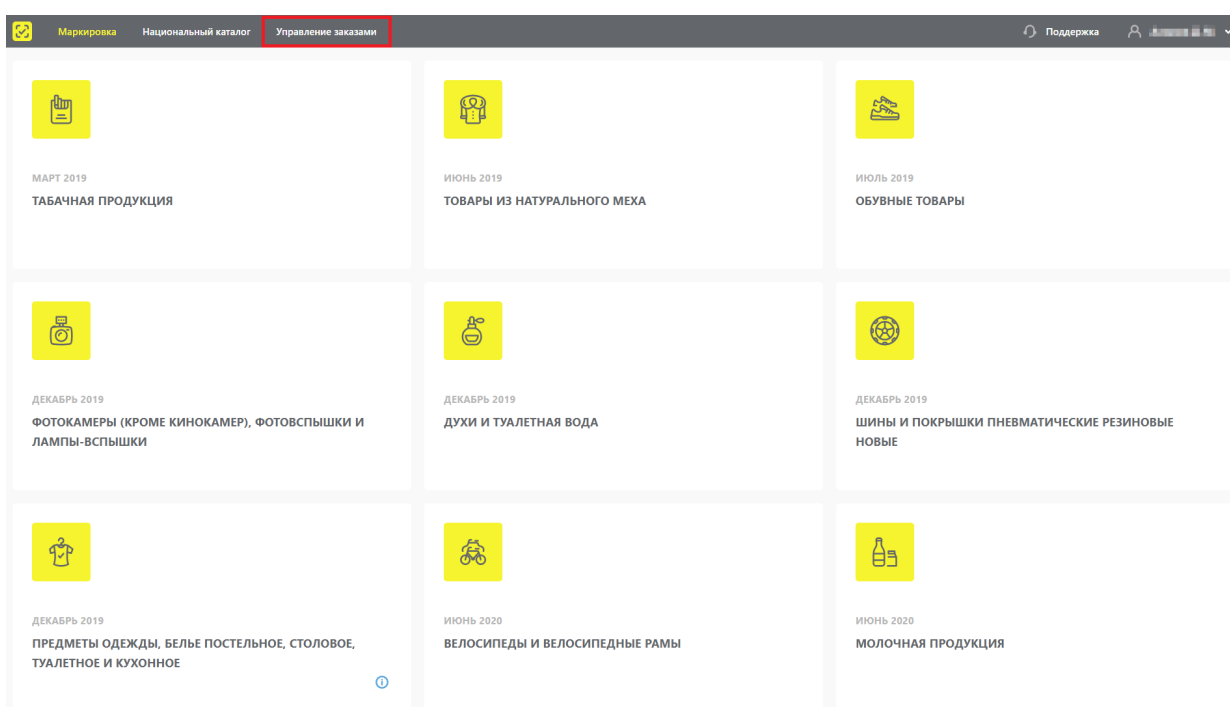 Маркировка Национальный каталог Управление заказами Поддержка
МАРТ 2019
ТАБАЧНАЯ ПРОДУКЦИЯ
ИЮНЬ 2019
ТОВАРЫ ИЗ НАТУРАЛЬНОГО МЕХА
ИЮЛЬ 2019
ОБУВНЫЕ ТОВАРЫ
ДЕКАБРЬ 2019
ФОТОКАМЕРЫ (КРОМЕ КИНОКАМЕР), ФОТОВСПЫШКИ И
ЛАМПЫ-ВСПЫШКИ
ДЕКАБРЬ 2019
ДУХИ И ТУАЛЕТНАЯ ВОДА
ДЕКАБРЬ 2019
ШИНЫ И ПОКРЫШКИ ПНЕВМАТИЧЕСКИЕ РЕЗИНОВЫЕ
НОВЫЕ
ДЕКАБРЬ 2019
ПРЕДМЕТЫ ОДЕЖДЫ, БЕЛЬЕ ПОСТЕЛЬНОЕ, СТОЛОВОЕ,
ТУАЛЕТНОЕ И КУХОННОЕ
ИЮНЬ 2020
ВЕЛОСИПЕДЫ И ВЕЛОСИПЕДНЫЕ РАМЫ
ИЮНЬ 2020
МОЛОЧНАЯ ПРОДУКЦИЯ